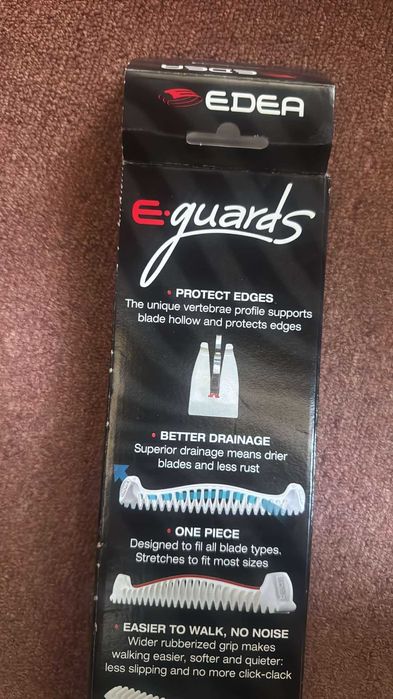 EDEA
EDEA
E·guards
• PROTECT EDGES
The unique vertebrae profile supports
blade hollow and protects edges
• BETTER DRAINAGE
Superior drainage means drier
blades and less rust
• ONE PIECE
Designed to fil all blade types.
Stretches to fit most sizes
• EASIER TO WALK, NO NOISE
Wider rubberized grip makes
walking easier, softer and quieter:
less slipping and no more click-clack